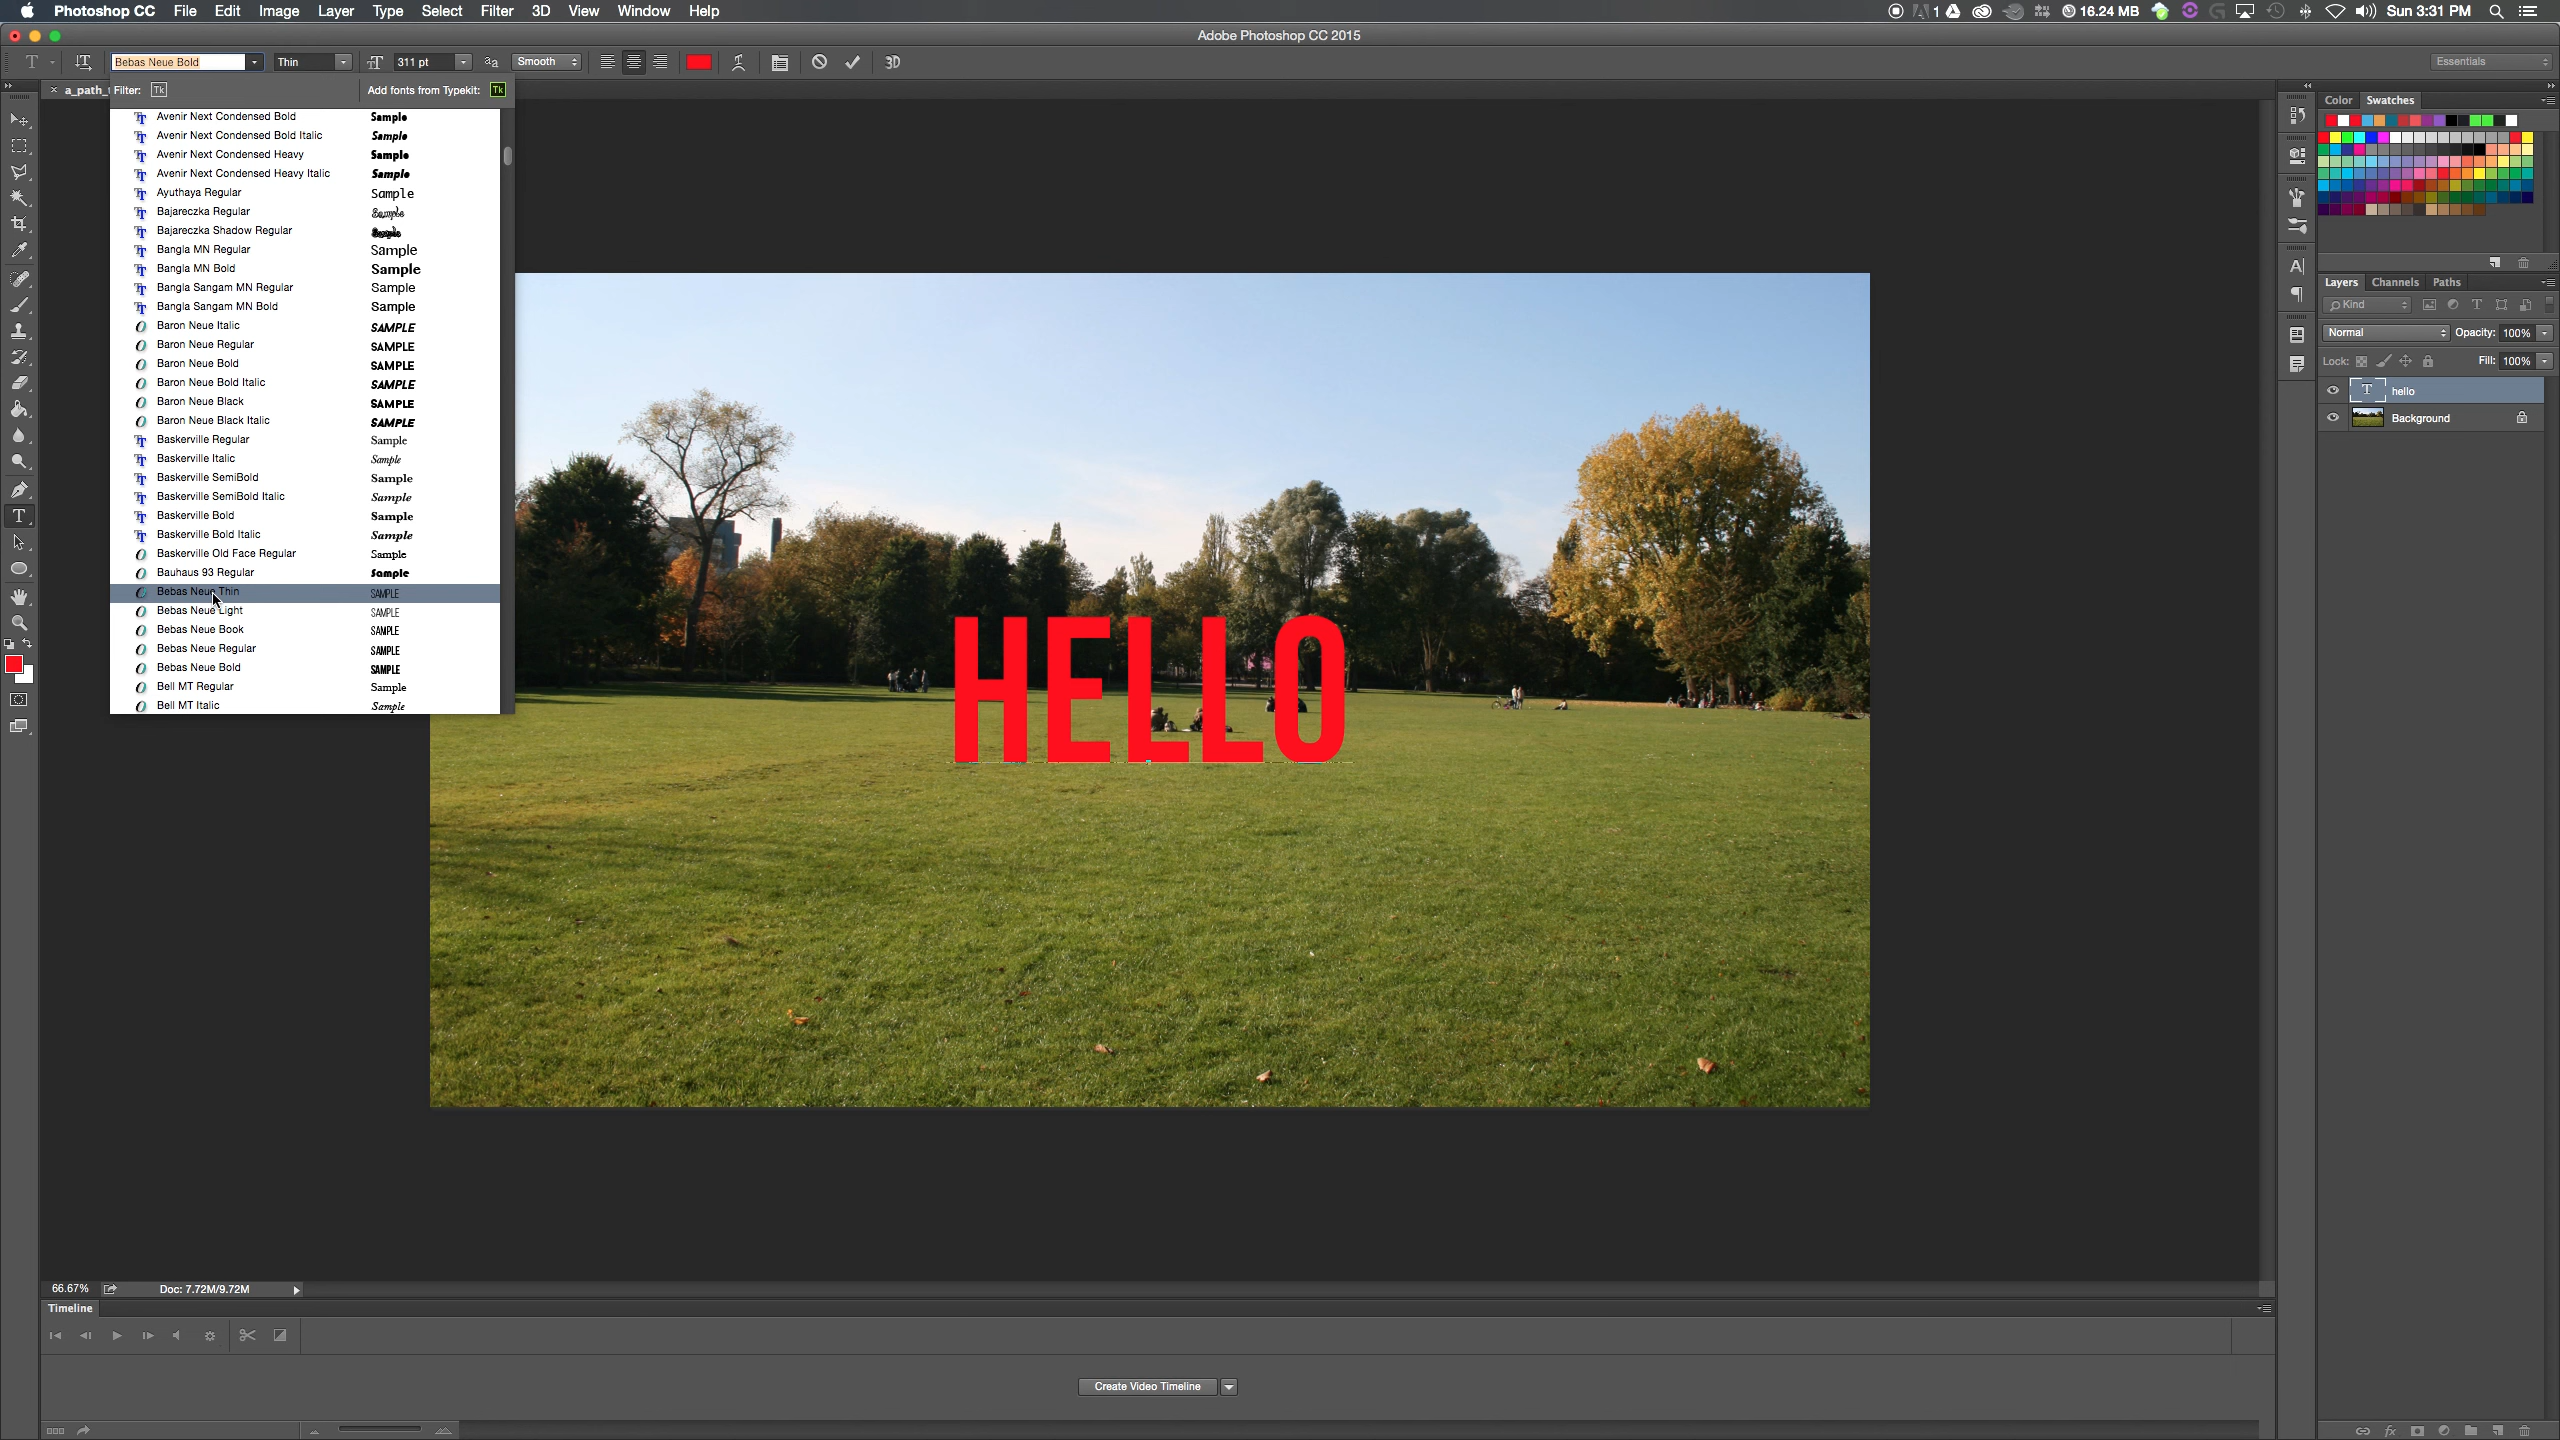 Photoshop CC File Edit Image Layer Type Select Filter 3D View Window Help 1 16.24 MB Sun 3:31 PM
Adobe Photoshop CC 2015
T Bebas Neue Bold Thin 311 pt aa Smooth 3D Essentials
a_path_
Filter: Tk Add fonts from Typekit: Tk
Avenir Next Condensed Bold Sample
Avenir Next Condensed Bold Italic Sample
Avenir Next Condensed Heavy Sample
Avenir Next Condensed Heavy Italic Sample
Ayuthaya Regular Sample
Bajareczka Regular Sample
Bajareczka Shadow Regular Sample
Bangla MN Regular Sample
Bangla MN Bold Sample
Bangla Sangam MN Regular Sample
Bangla Sangam MN Bold Sample
Baron Neue Italic SAMPLE
Baron Neue Regular SAMPLE
Baron Neue Bold SAMPLE
Baron Neue Bold Italic SAMPLE
Baron Neue Black SAMPLE
Baron Neue Black Italic SAMPLE
Baskerville Regular Sample
Baskerville Italic Sample
Baskerville SemiBold Sample
Baskerville SemiBold Italic Sample
Baskerville Bold Sample
Baskerville Bold Italic Sample
Baskerville Old Face Regular Sample
Bauhaus 93 Regular Sample
Bebas Neue Thin SAMPLE
Bebas Neue Light SAMPLE
Bebas Neue Book SAMPLE
Bebas Neue Regular SAMPLE
Bebas Neue Bold SAMPLE
Bell MT Regular Sample
Bell MT Italic Sample
HELLO
Color Swatches
Layers Channels Paths
Kind
Normal Opacity: 100%
Lock: Fill: 100%
T hello
Background
66.67% Doc: 7.72M/9.72M
Timeline
Create Video Timeline
fx